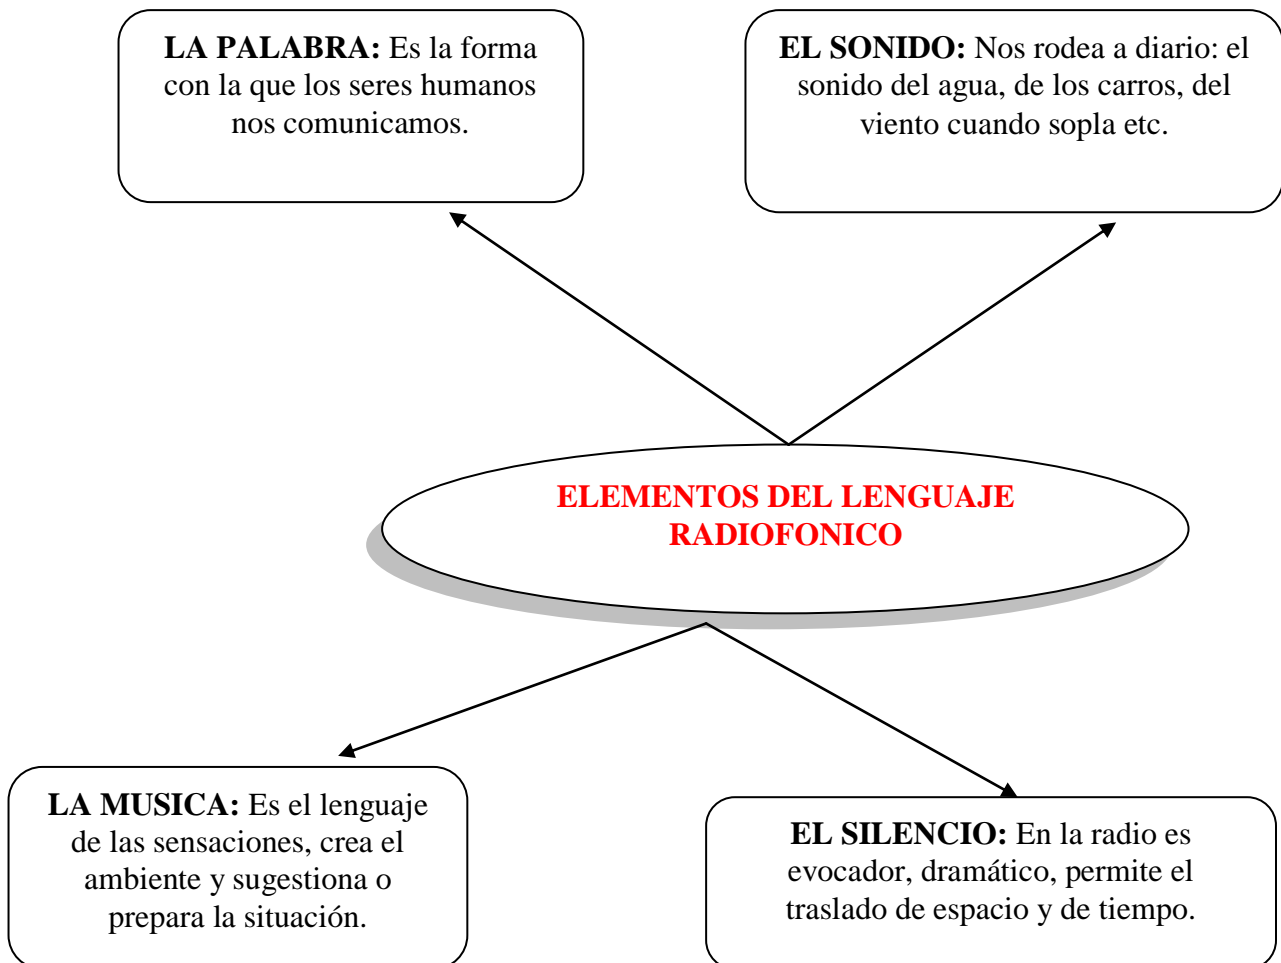 LA PALABRA: Es la forma
con la que los seres humanos
nos comunicamos.
EL SONIDO: Nos rodea a diario: el
sonido del agua, de los carros, del
viento cuando sopla etc.
ELEMENTOS DEL LENGUAJE
RADIOFONICO
LA MUSICA: Es el lenguaje
de las sensaciones, crea el
ambiente y sugestiona o
prepara la situación.
EL SILENCIO: En la radio es
evocador, dramático, permite el
traslado de espacio y de tiempo.